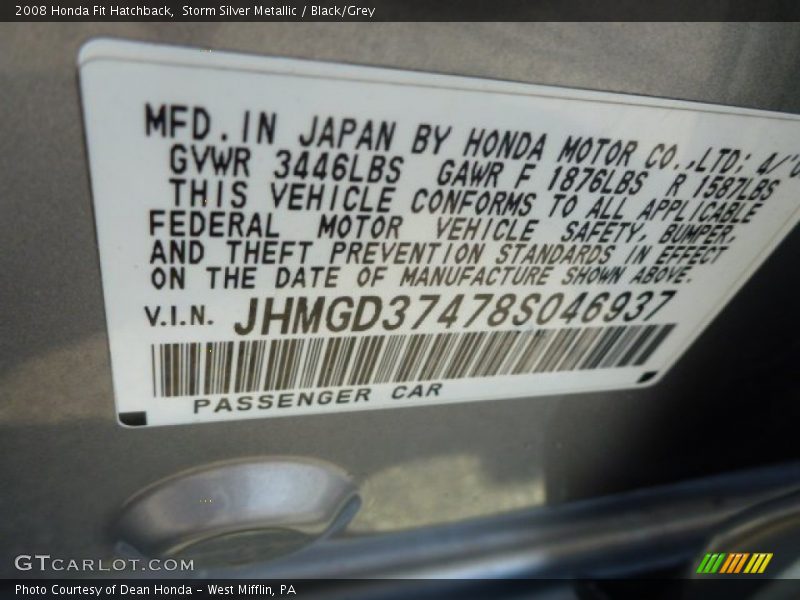 2008 Honda Fit Hatchback,  Storm Silver Metallic / Black/Grey
MFD. IN JAPAN BY HONDA MOTOR CO.,LTD; 4/'0
GVWR 3446LBS GAWR F 1876LBS R 1587LBS
THIS VEHICLE CONFORMS TO ALL APPLICABLE
FEDERAL MOTOR VEHICLE SAFETY, BUMPER,
AND THEFT PREVENTION STANDARDS IN EFFECT
ON THE DATE OF MANUFACTURE SHOWN ABOVE.
V.I.N. JHMGD37478S046937
PASSENGER CAR
GTCARLOT.COM
Photo Courtesy of Dean Honda - West Mifflin, PA